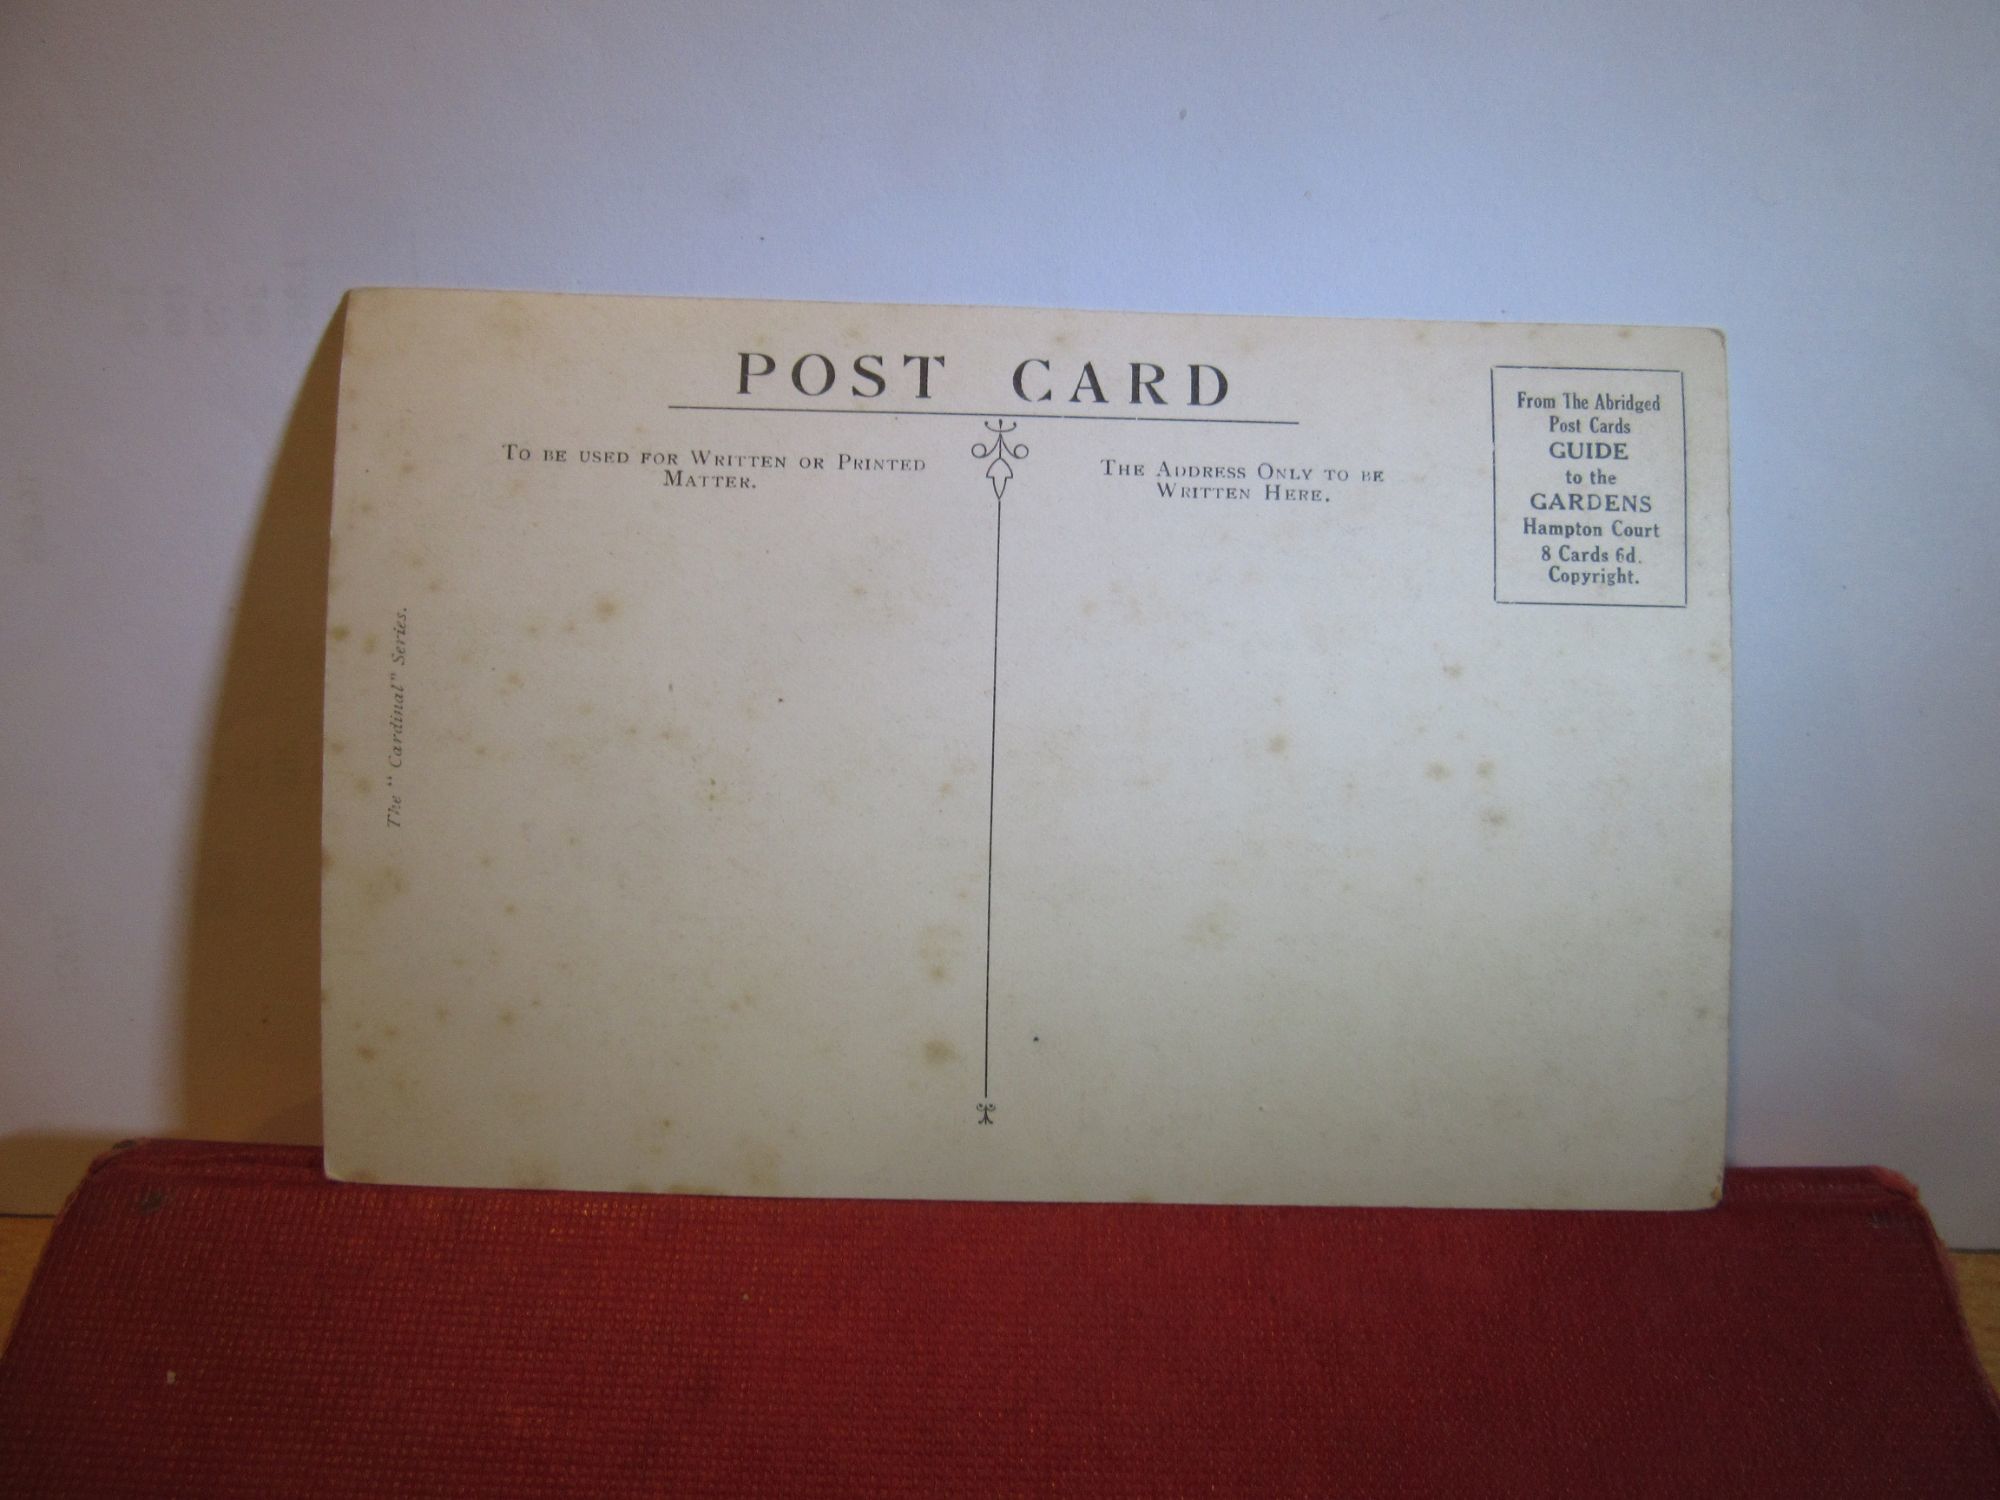 POST CARD
To be used for Written or Printed
Matter.
The Address Only to be
Written Here.
From The Abridged
Post Cards
GUIDE
to the
GARDENS
Hampton Court
8 Cards 6d.
Copyright.
The "Cardinal" Series.